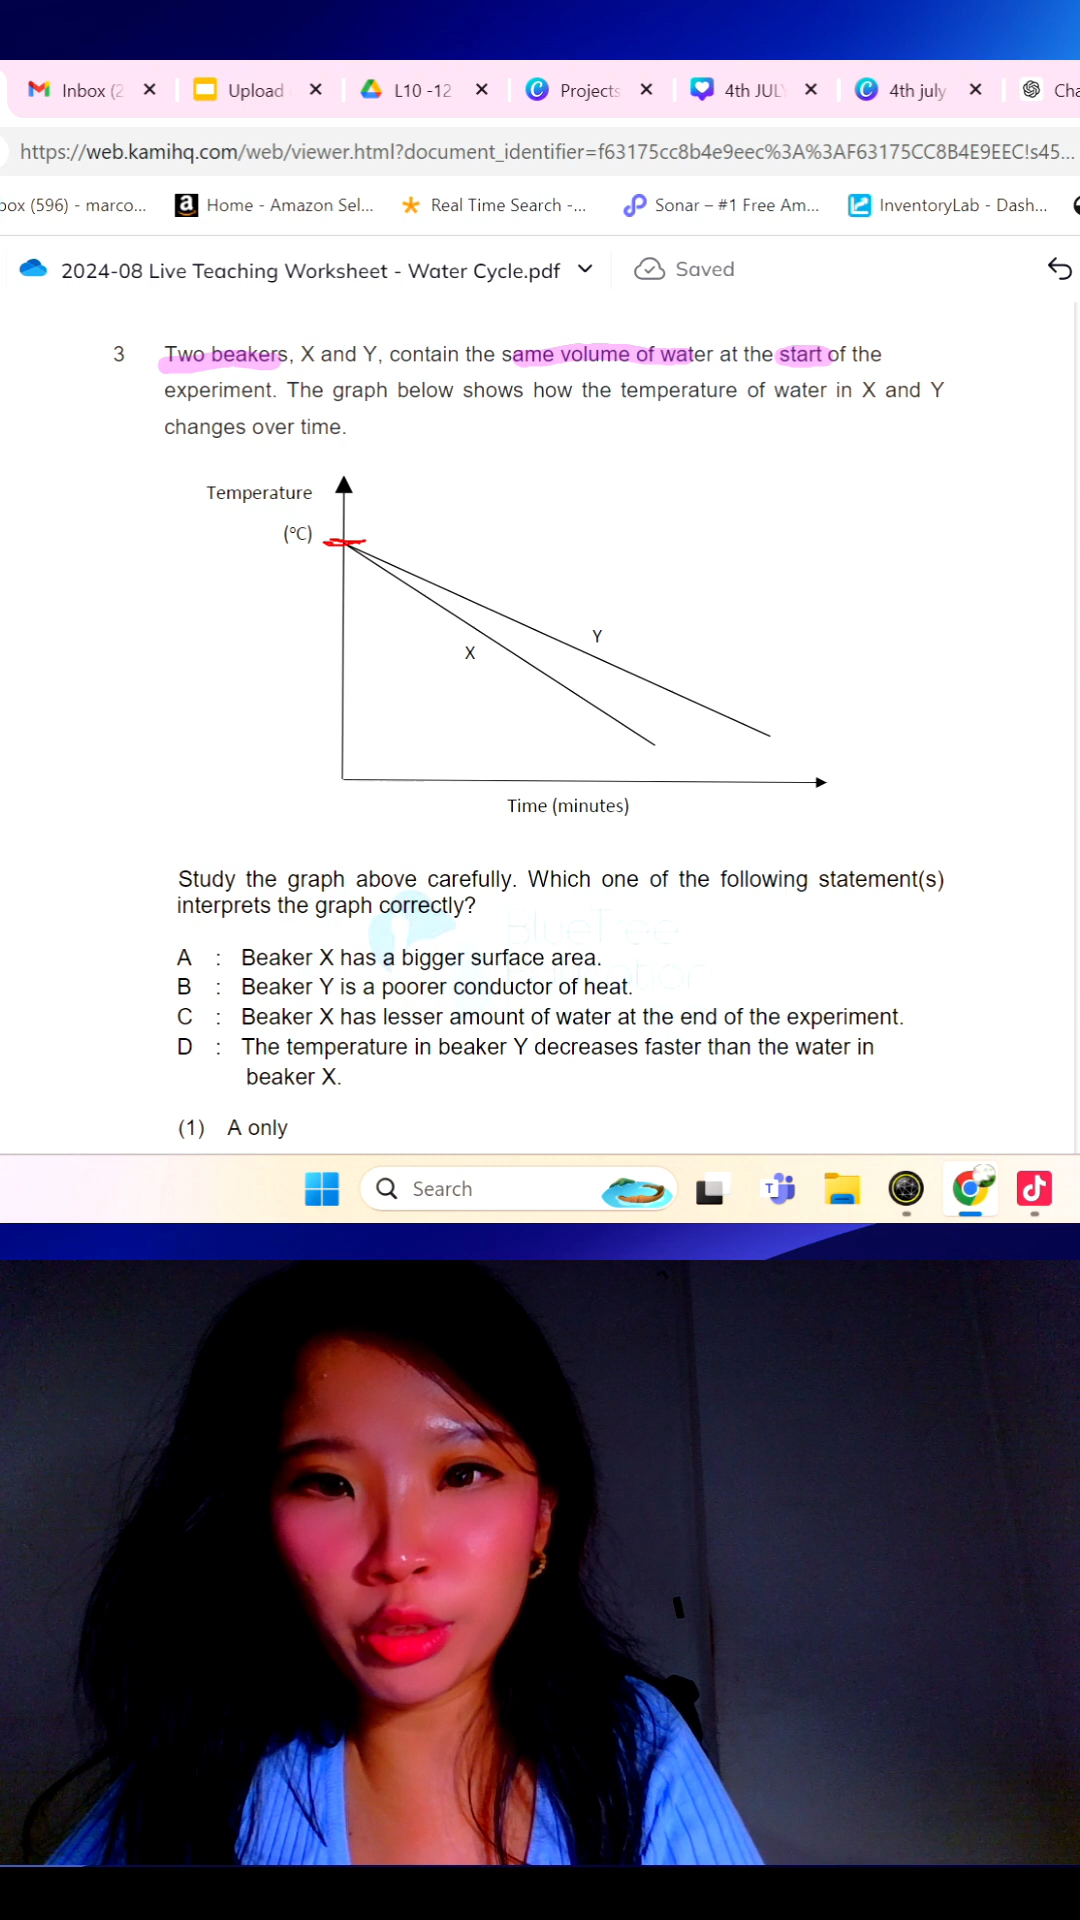 Inbox (2
Upload
L10 -12
Projects
4th JUL
4th july
Cha
https://web.kamihq.com/web/viewer.html?document_identifier=f63175cc8b4e9eec%3A%3AF63175CC8B4E9EEC!s45...
box (596) - marco...
Home - Amazon Sel...
Real Time Search -...
Sonar – #1 Free Am...
InventoryLab - Dash...
2024-08 Live Teaching Worksheet - Water Cycle.pdf
Saved
3 Two beakers, X and Y, contain the same volume of water at the start of the
experiment. The graph below shows how the temperature of water in X and Y
changes over time.
Temperature
(°C)
Y
X
Time (minutes)
Study the graph above carefully. Which one of the following statement(s)
interprets the graph correctly?
BlueTree
A : Beaker X has a bigger surface area.
B : Beaker Y is a poorer conductor of heat.
C : Beaker X has lesser amount of water at the end of the experiment.
D : The temperature in beaker Y decreases faster than the water in
beaker X.
(1) A only
Search